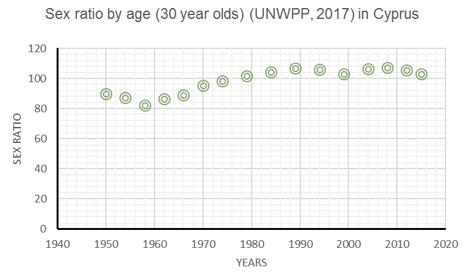 Sex ratio by age (30 year olds) (UNWPP, 2017) in Cyprus
120
100
80
60
40
20
0
SEX RATIO
1940 1950 1960 1970 1980 1990 2000 2010 2020
YEARS